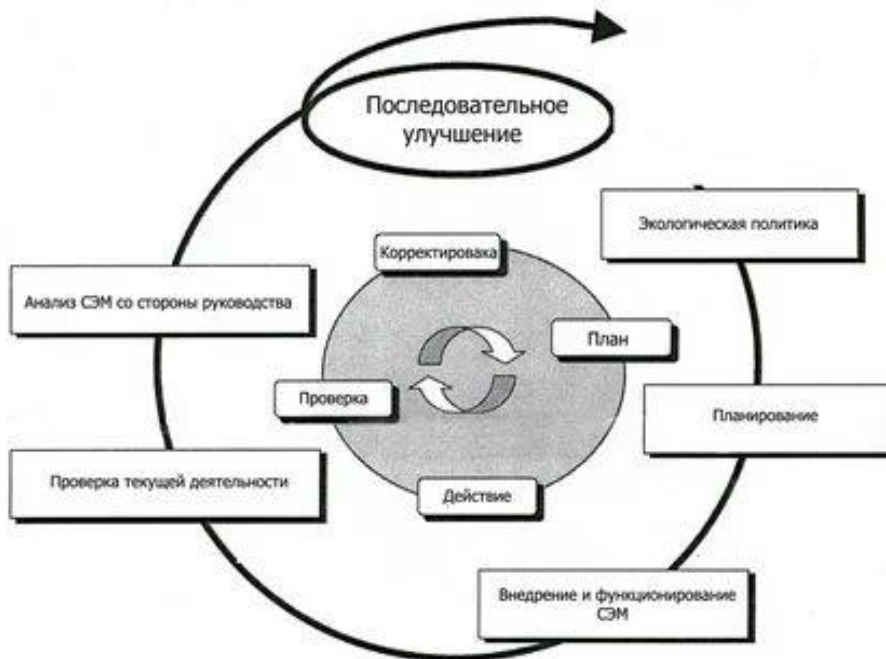 Последовательное
улучшение
Экологическая политика
Корректировака
Анализ СЭМ со стороны руководства
План
Проверка
Планирование
Проверка текущей деятельности
Действие
Внедрение и функционирование
СЭМ